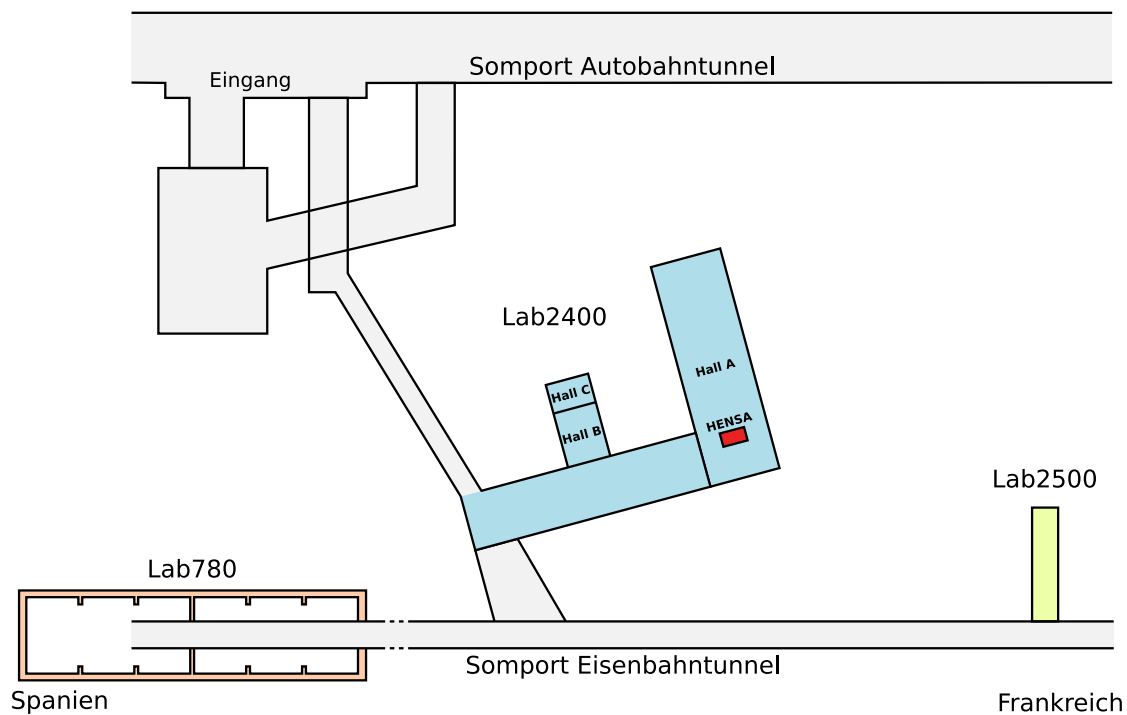 Somport Autobahntunnel
Eingang
Lab2400
Hall A
Hall C
HENSA
Hall B
Lab2500
Lab780
Somport Eisenbahntunnel
Spanien
Frankreich